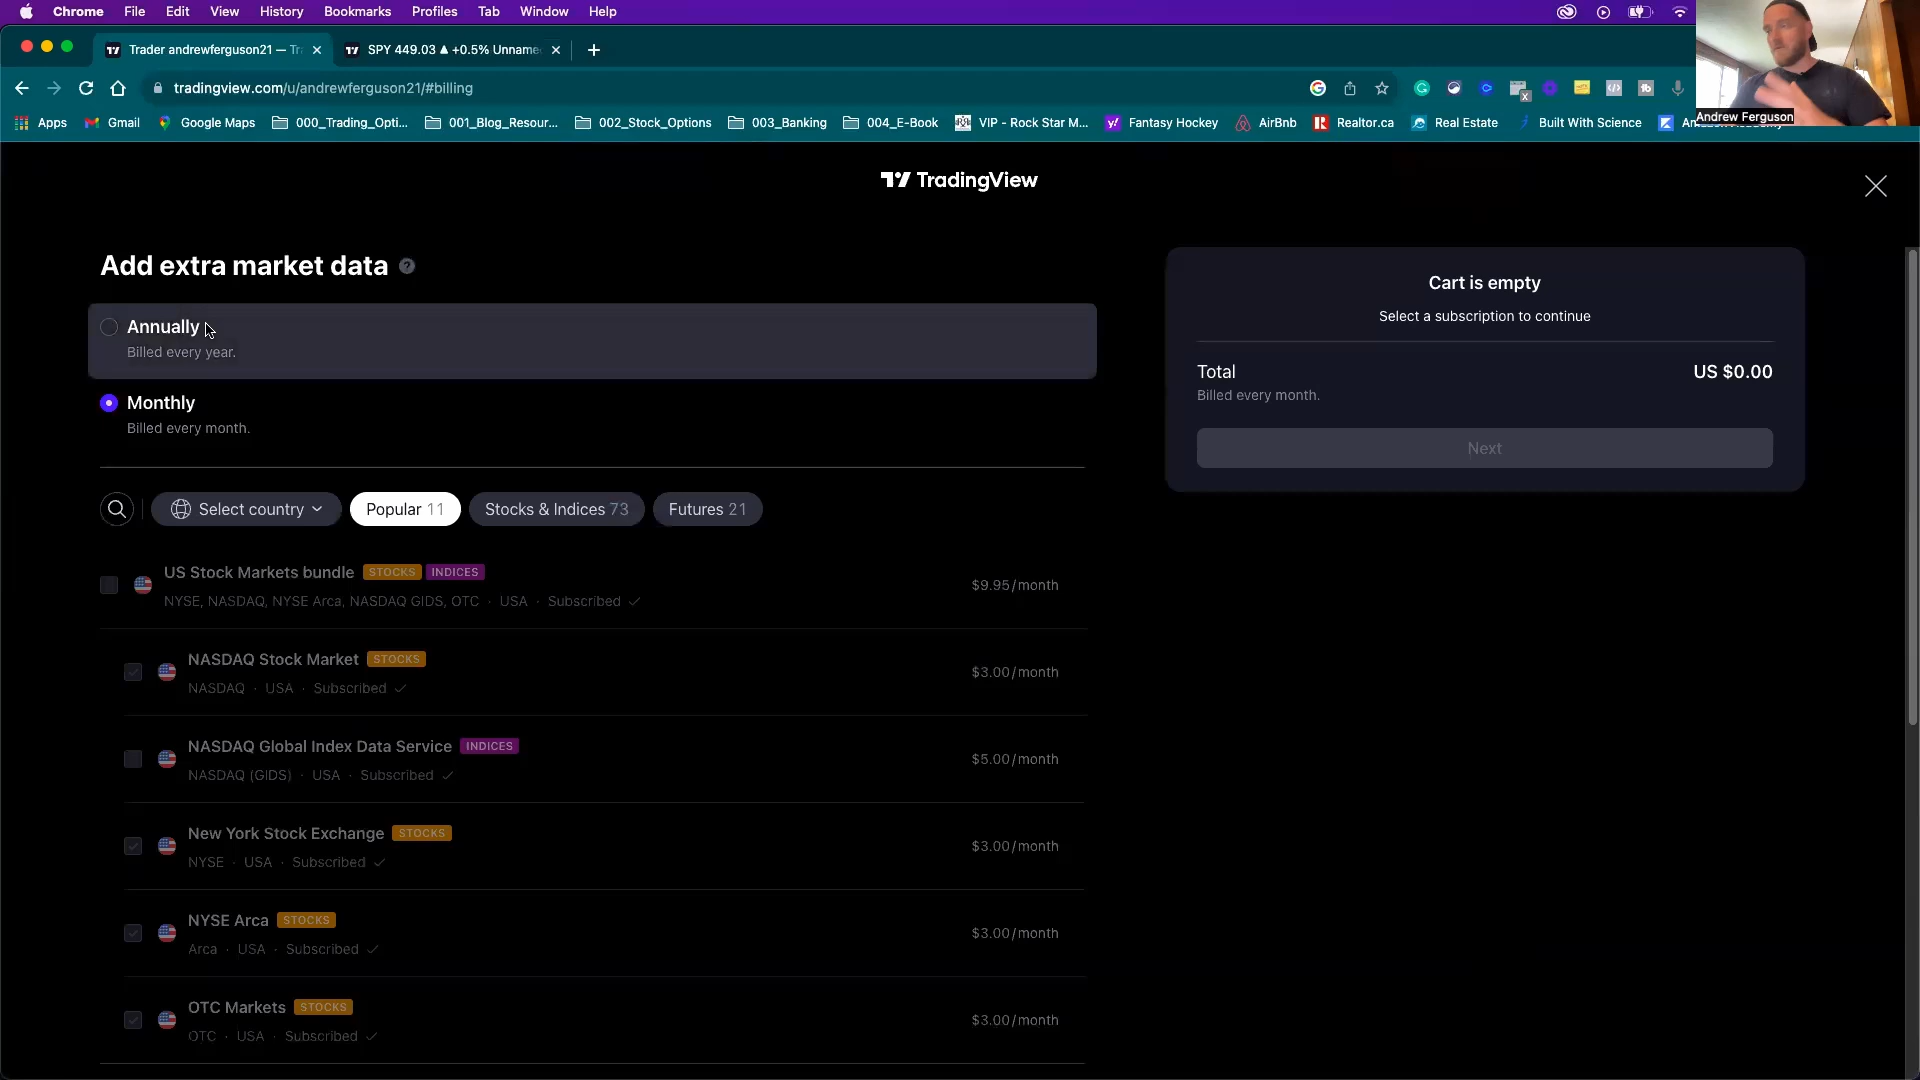 Chrome File Edit View History Bookmarks Profiles Tab Window Help
Trader andrewferguson21 — Tr
SPY 449.03 ▲ +0.5% Unname
tradingview.com/u/andrewferguson21/#billing
Apps Gmail Google Maps 000_Trading_Opti... 001_Blog_Resour... 002_Stock_Options 003_Banking 004_E-Book VIP - Rock Star M... Fantasy Hockey AirBnb Realtor.ca Real Estate Built With Science
Andrew Ferguson
TradingView
Add extra market data ?
Annually
Billed every year.
Monthly
Billed every month.
Cart is empty
Select a subscription to continue
Total US $0.00
Billed every month.
Next
Select country Popular 11 Stocks & Indices 73 Futures 21
US Stock Markets bundle STOCKS INDICES
NYSE, NASDAQ, NYSE Arca, NASDAQ GIDS, OTC · USA · Subscribed ✓
$9.95/month
NASDAQ Stock Market STOCKS
NASDAQ · USA · Subscribed ✓
$3.00/month
NASDAQ Global Index Data Service INDICES
NASDAQ (GIDS) · USA · Subscribed ✓
$5.00/month
New York Stock Exchange STOCKS
NYSE · USA · Subscribed ✓
$3.00/month
NYSE Arca STOCKS
Arca · USA · Subscribed ✓
$3.00/month
OTC Markets STOCKS
OTC · USA · Subscribed ✓
$3.00/month